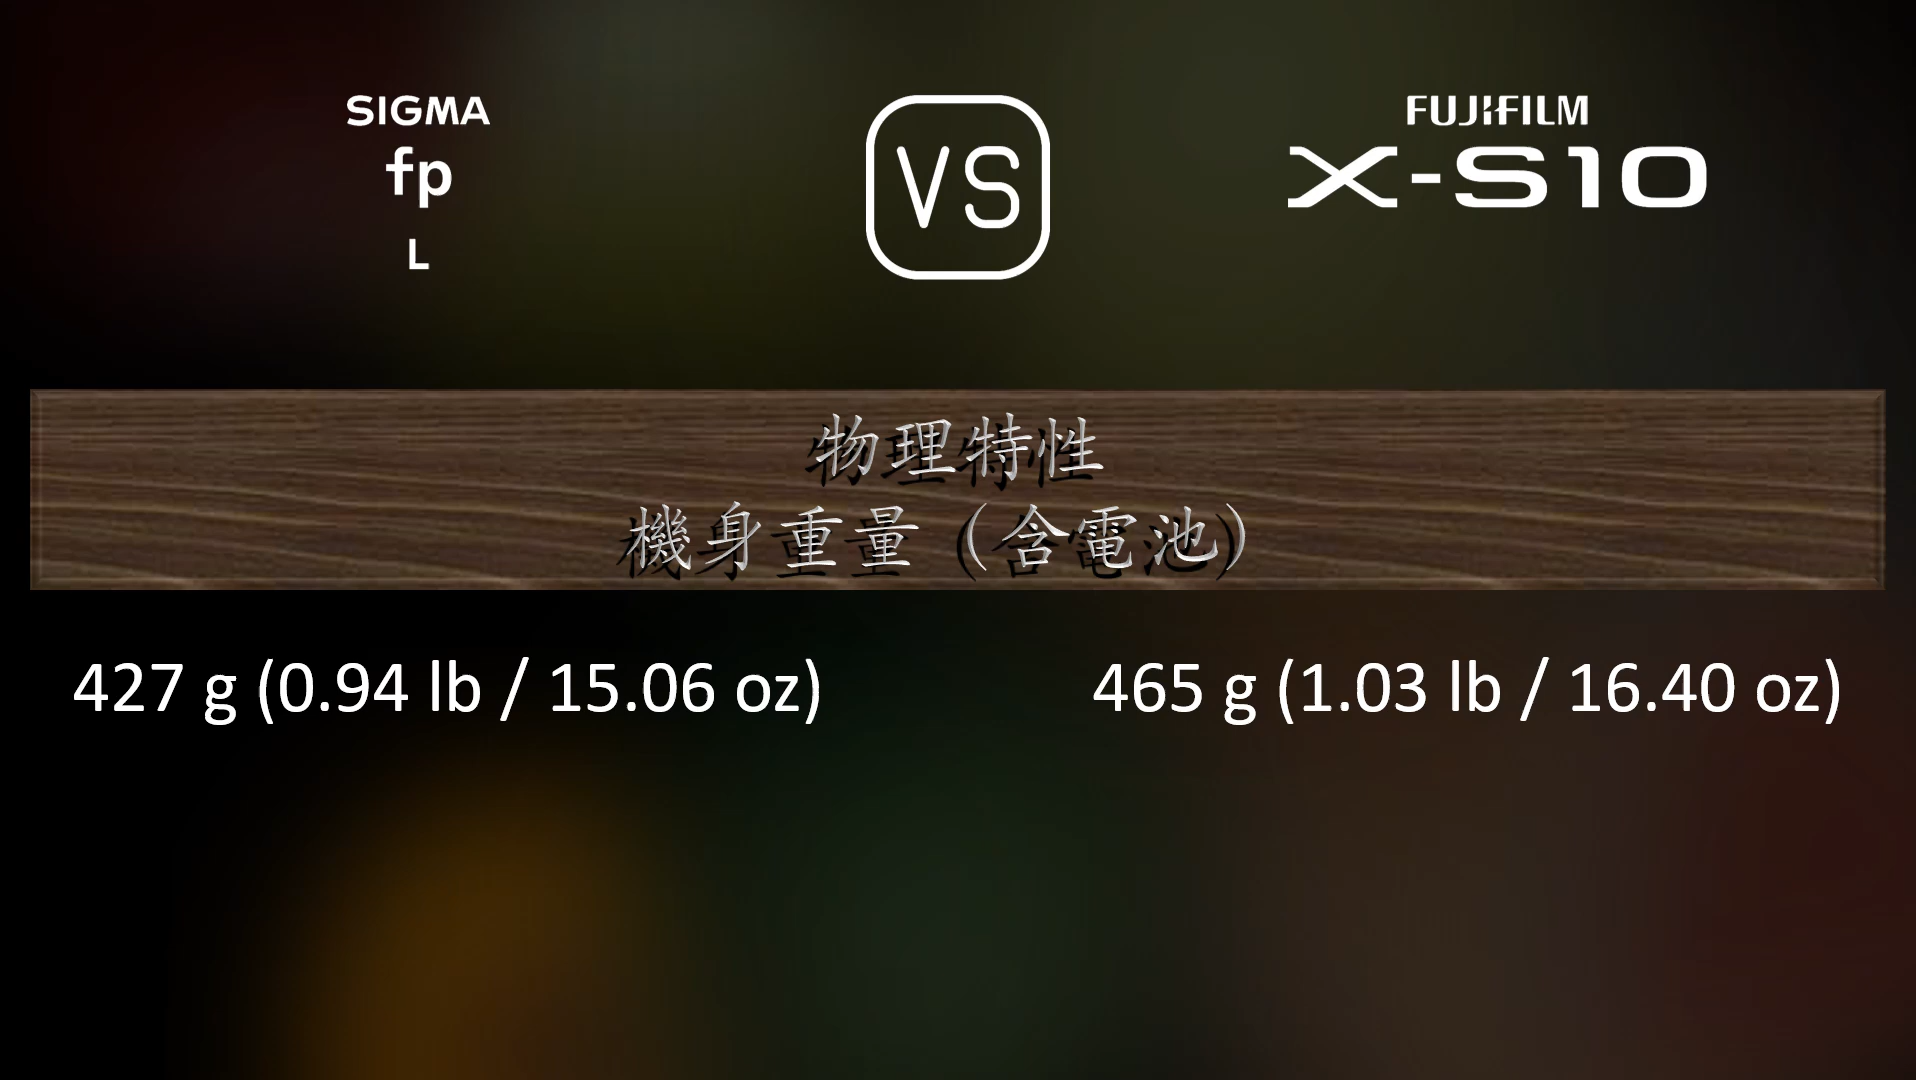 SIGMA
fp
L
VS
FUJIFILM
X-S10
物理特性
機身重量（含電池）
427 g (0.94 lb / 15.06 oz)
465 g (1.03 lb / 16.40 oz)